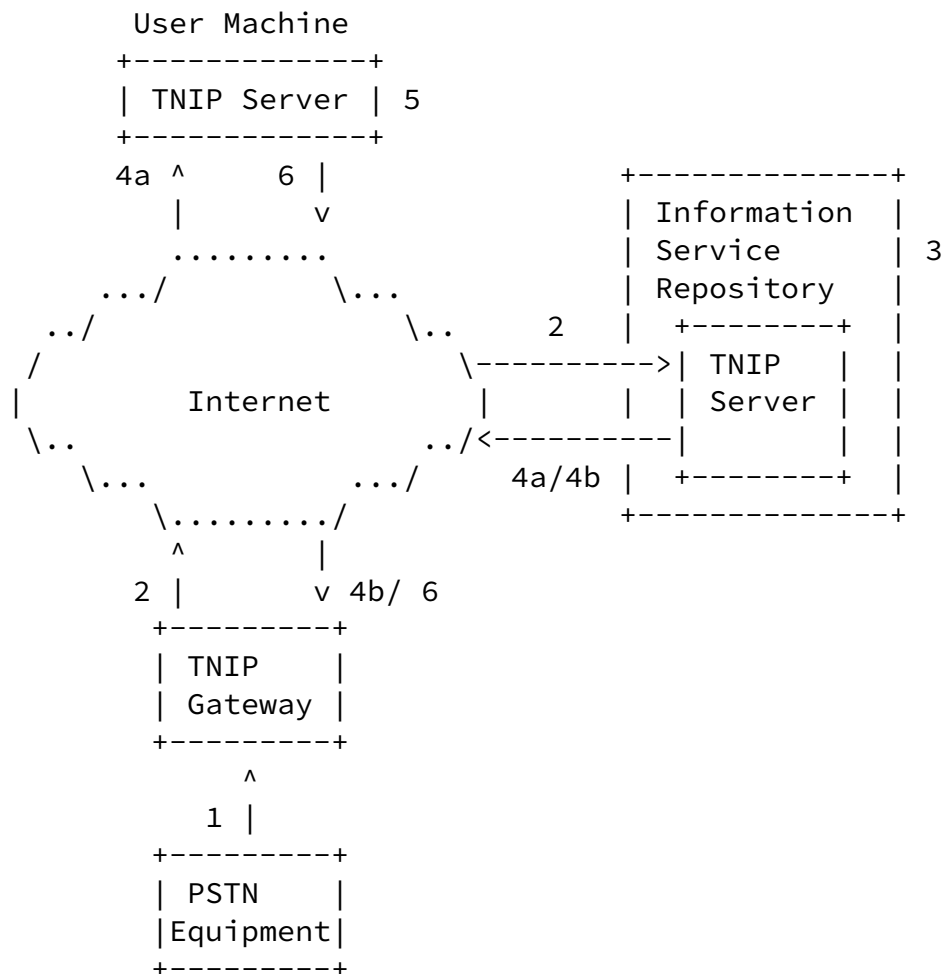 User Machine
+-------------+
| TNIP Server | 5
+-------------+
4a ^     6 |                +--------------+
|       v                | Information  |
.........                | Service      | 3
.../         \...             | Repository   |
../                 \..     2   |  +--------+  |
/                        \---------->| TNIP   |  |
|         Internet          |       |  | Server |  |
\..                    ../<----------|        |  |
\...            .../     4a/4b |  +--------+  |
\........./                +--------------+
^       |
2 |       v 4b/ 6
+---------+
| TNIP    |
| Gateway |
+---------+
^
1 |
+---------+
| PSTN    |
|Equipment|
+---------+